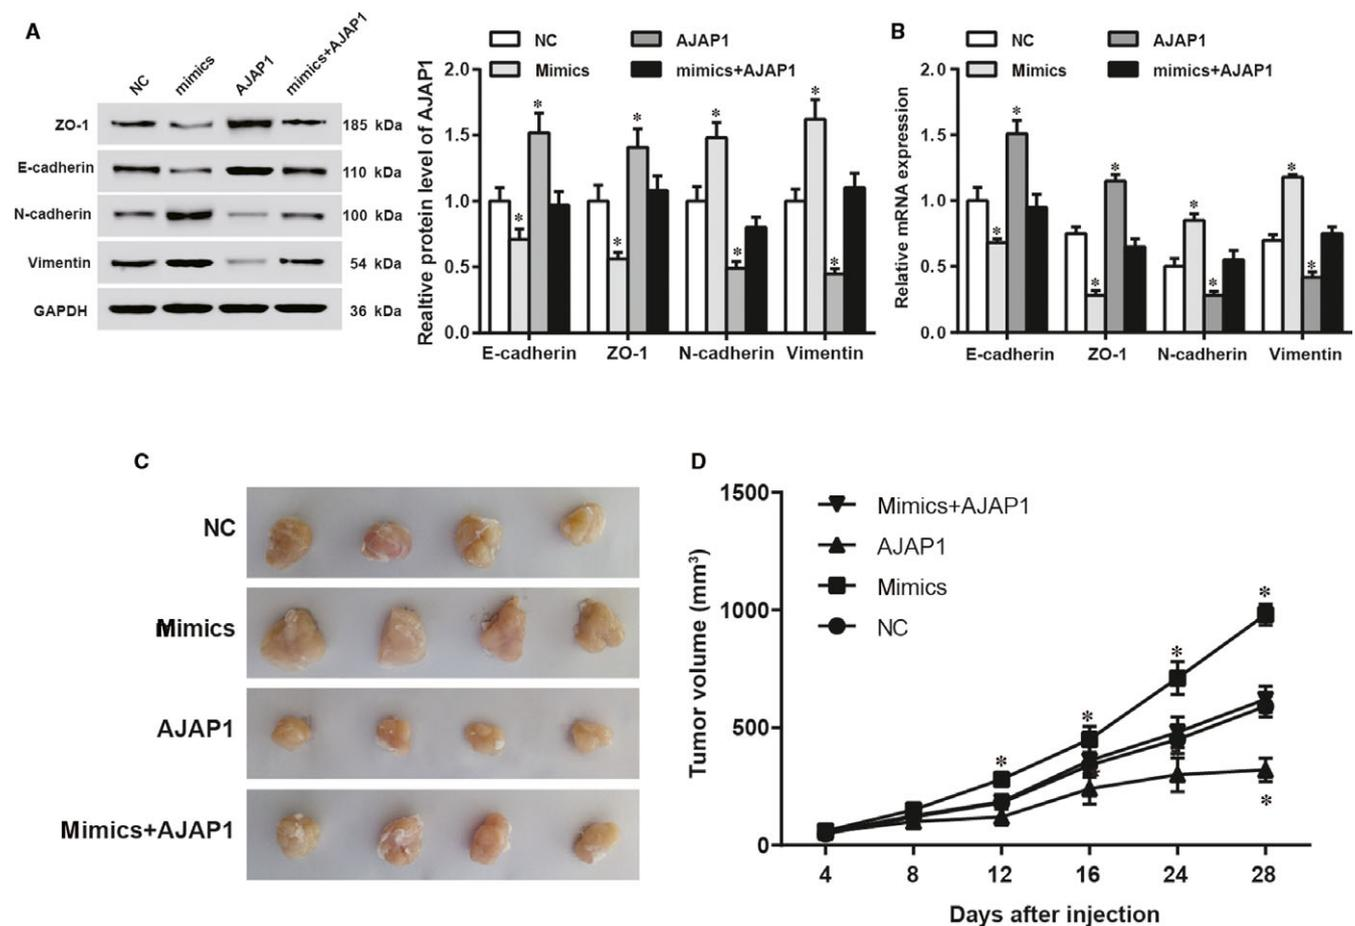 A
NC
mimics
AJAP1
mimics+AJAP1
ZO-1
185 kDa
E-cadherin
110 kDa
N-cadherin
100 kDa
Vimentin
54 kDa
GAPDH
36 kDa
NC
AJAP1
Mimics
mimics+AJAP1
Realtive protein level of AJAP1
2.0
1.5
1.0
0.5
0.0
* * * * * * * *
E-cadherin ZO-1 N-cadherin Vimentin
B
NC
AJAP1
Mimics
mimics+AJAP1
Relative mRNA expression
2.0
1.5
1.0
0.5
0.0
* * * * * * * *
E-cadherin ZO-1 N-cadherin Vimentin
C
NC
Mimics
AJAP1
Mimics+AJAP1
D
Mimics+AJAP1
AJAP1
Mimics
NC
Tumor volume (mm³)
1500
1000
500
0
* * * * * *
4 8 12 16 24 28
Days after injection